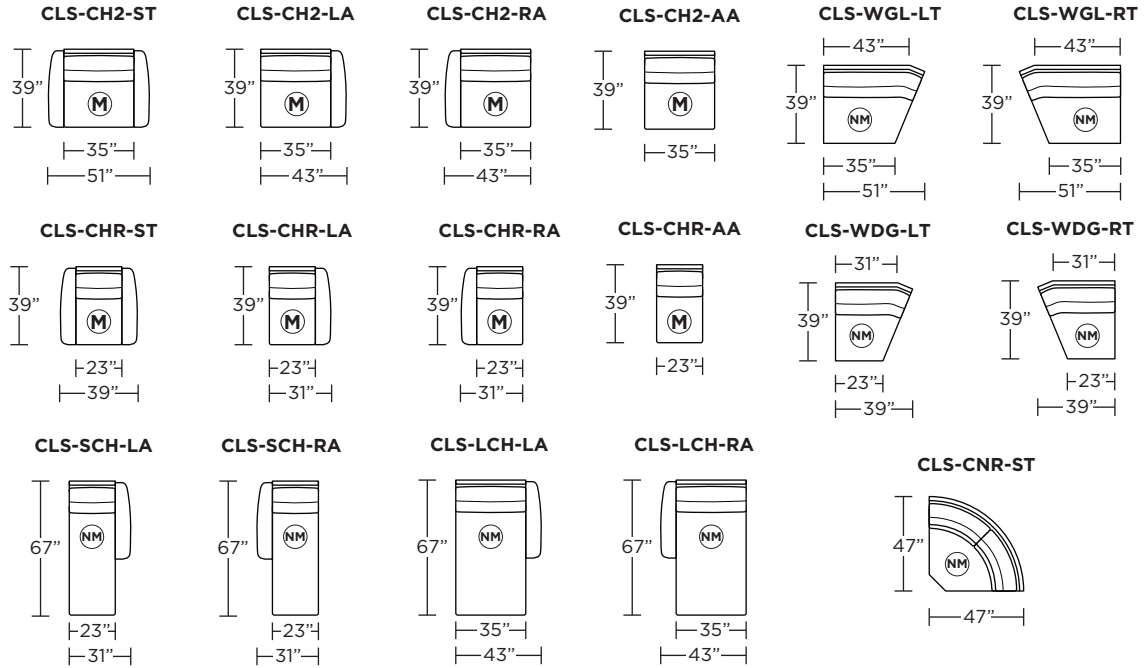 CLS-CH2-ST
39”
M
35”
51”
CLS-CH2-LA
39”
M
35”
43”
CLS-CH2-RA
39”
M
35”
43”
CLS-CH2-AA
39”
M
35”
CLS-WGL-LT
43”
39”
NM
35”
51”
CLS-WGL-RT
43”
39”
NM
35”
51”
CLS-CHR-ST
39”
M
23”
39”
CLS-CHR-LA
39”
M
23”
31”
CLS-CHR-RA
39”
M
23”
31”
CLS-CHR-AA
39”
M
23”
CLS-WDG-LT
31”
39”
NM
23”
39”
CLS-WDG-RT
31”
39”
NM
23”
39”
CLS-SCH-LA
67”
NM
23”
31”
CLS-SCH-RA
67”
NM
23”
31”
CLS-LCH-LA
67”
NM
35”
43”
CLS-LCH-RA
67”
NM
35”
43”
CLS-CNR-ST
47”
NM
47”